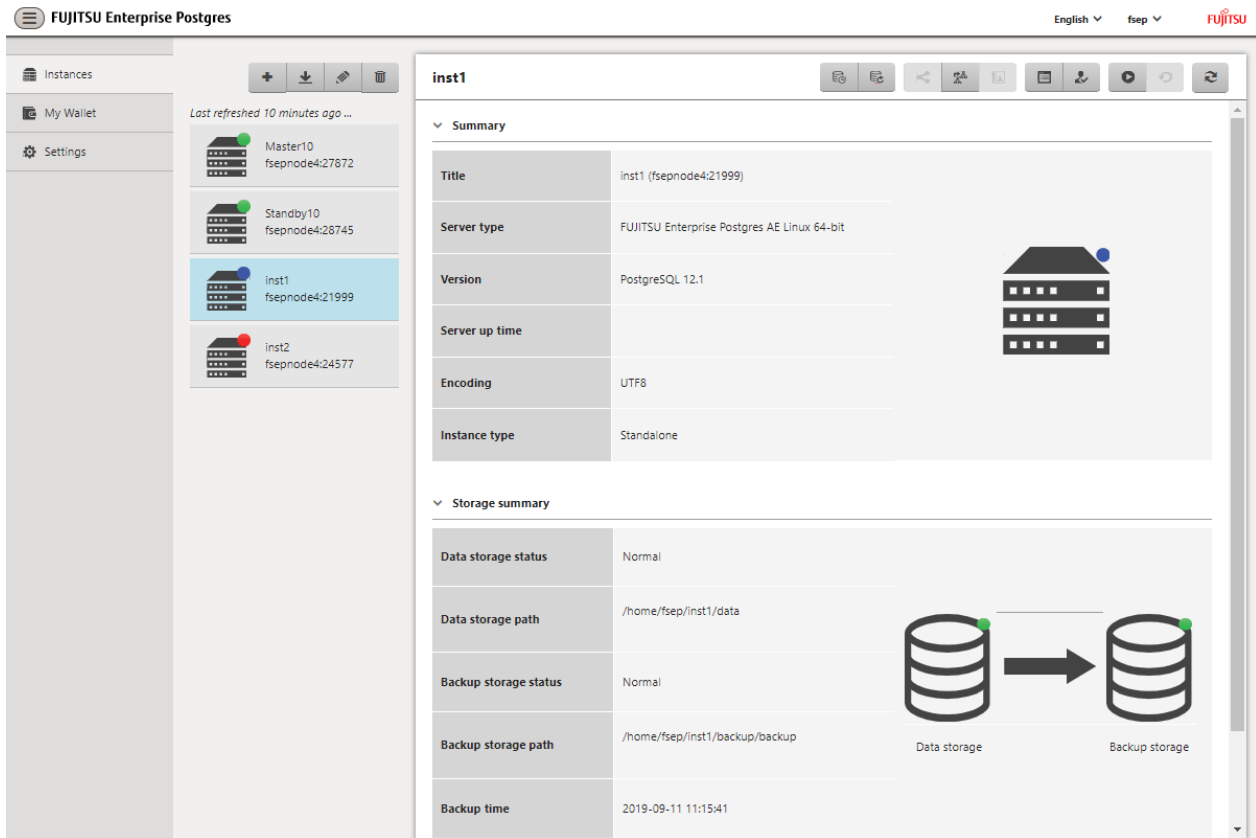 FUJITSU Enterprise Postgres
English
fsep
FUJITSU
Instances
My Wallet
Settings
Last refreshed 10 minutes ago ...
Master10
fsepnode4:27872
Standby10
fsepnode4:28745
inst1
fsepnode4:21999
inst2
fsepnode4:24577
inst1
Summary
Title
inst1 (fsepnode4:21999)
Server type
FUJITSU Enterprise Postgres AE Linux 64-bit
Version
PostgreSQL 12.1
Server up time
Encoding
UTF8
Instance type
Standalone
Storage summary
Data storage status
Normal
Data storage path
/home/fsep/inst1/data
Backup storage status
Normal
Backup storage path
/home/fsep/inst1/backup/backup
Data storage
Backup storage
Backup time
2019-09-11 11:15:41